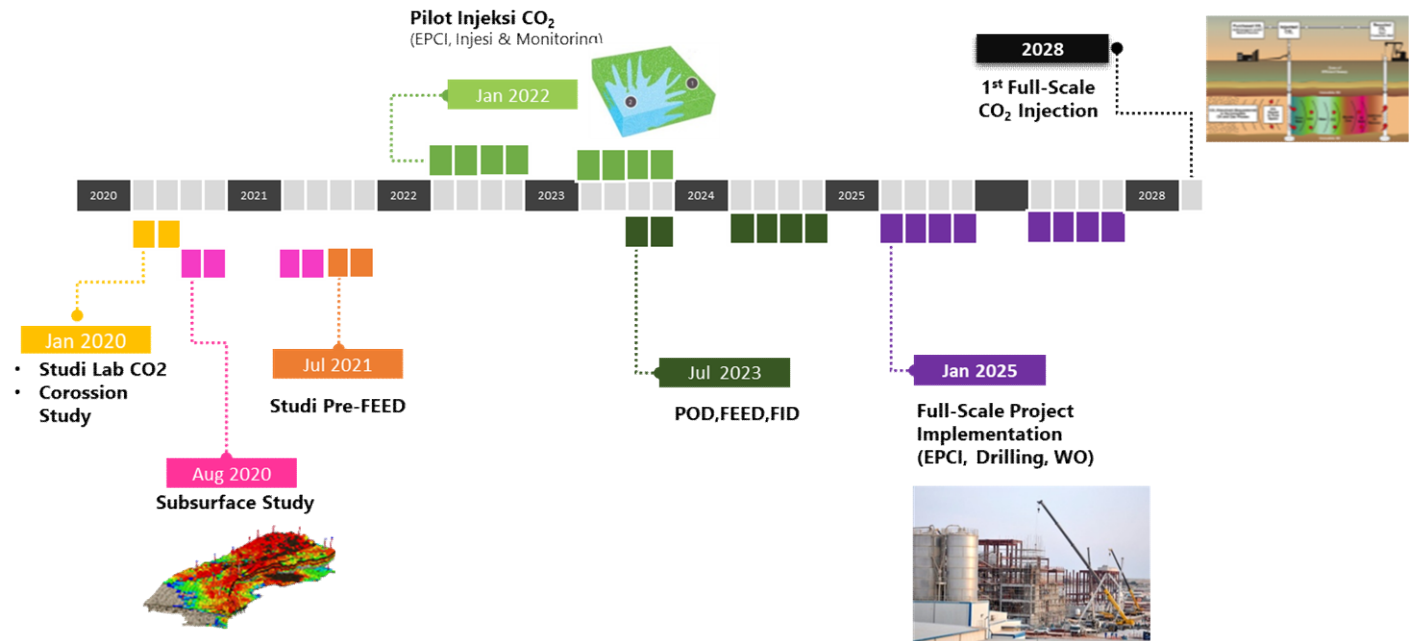 Pilot Injeksi CO₂
(EPCI, Injesi & Monitoring)
Jan 2022
2028
1st Full-Scale
CO₂ Injection
2020
2021
2022
2023
2024
2025
2028
Jan 2020
• Studi Lab CO2
• Corossion
Study
Aug 2020
Subsurface Study
Jul 2021
Studi Pre-FEED
Jul 2023
POD,FEED,FID
Jan 2025
Full-Scale Project
Implementation
(EPCI, Drilling, WO)
2
1